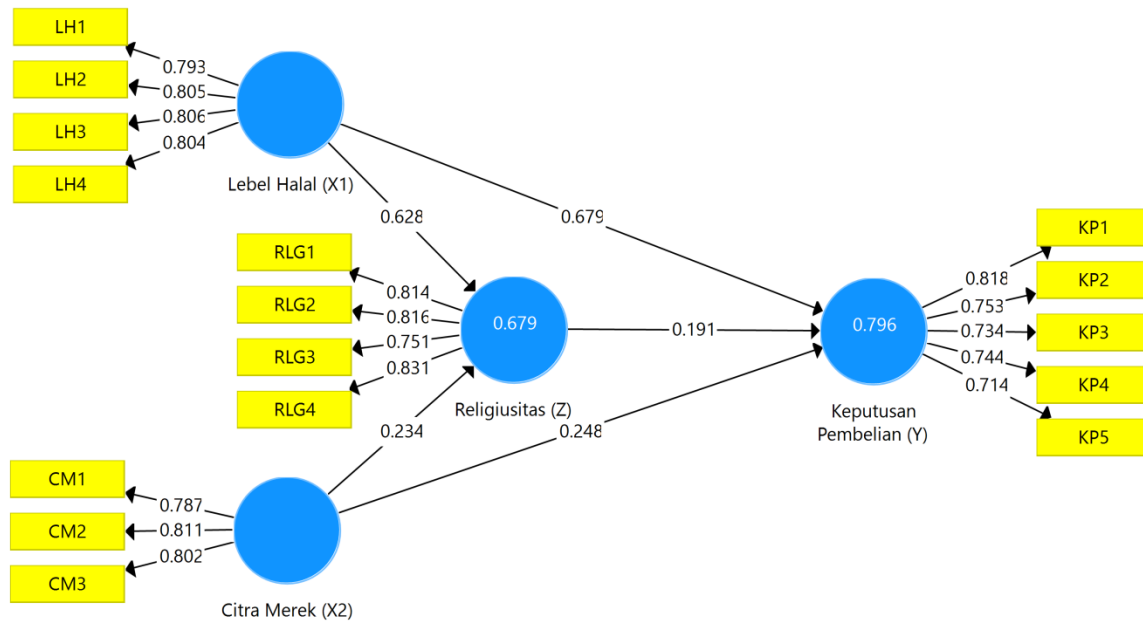 LH1
0.793
LH2
0.805
LH3
0.806
LH4
0.804
Lebel Halal (X1)
0.628
0.679
RLG1
0.814
RLG2
0.816
RLG3
0.751
RLG4
0.831
0.679
Religiusitas (Z)
0.191
0.234
0.248
0.796
Keputusan
Pembelian (Y)
KP1
0.818
KP2
0.753
KP3
0.734
KP4
0.744
KP5
0.714
CM1
0.787
CM2
0.811
CM3
0.802
Citra Merek (X2)